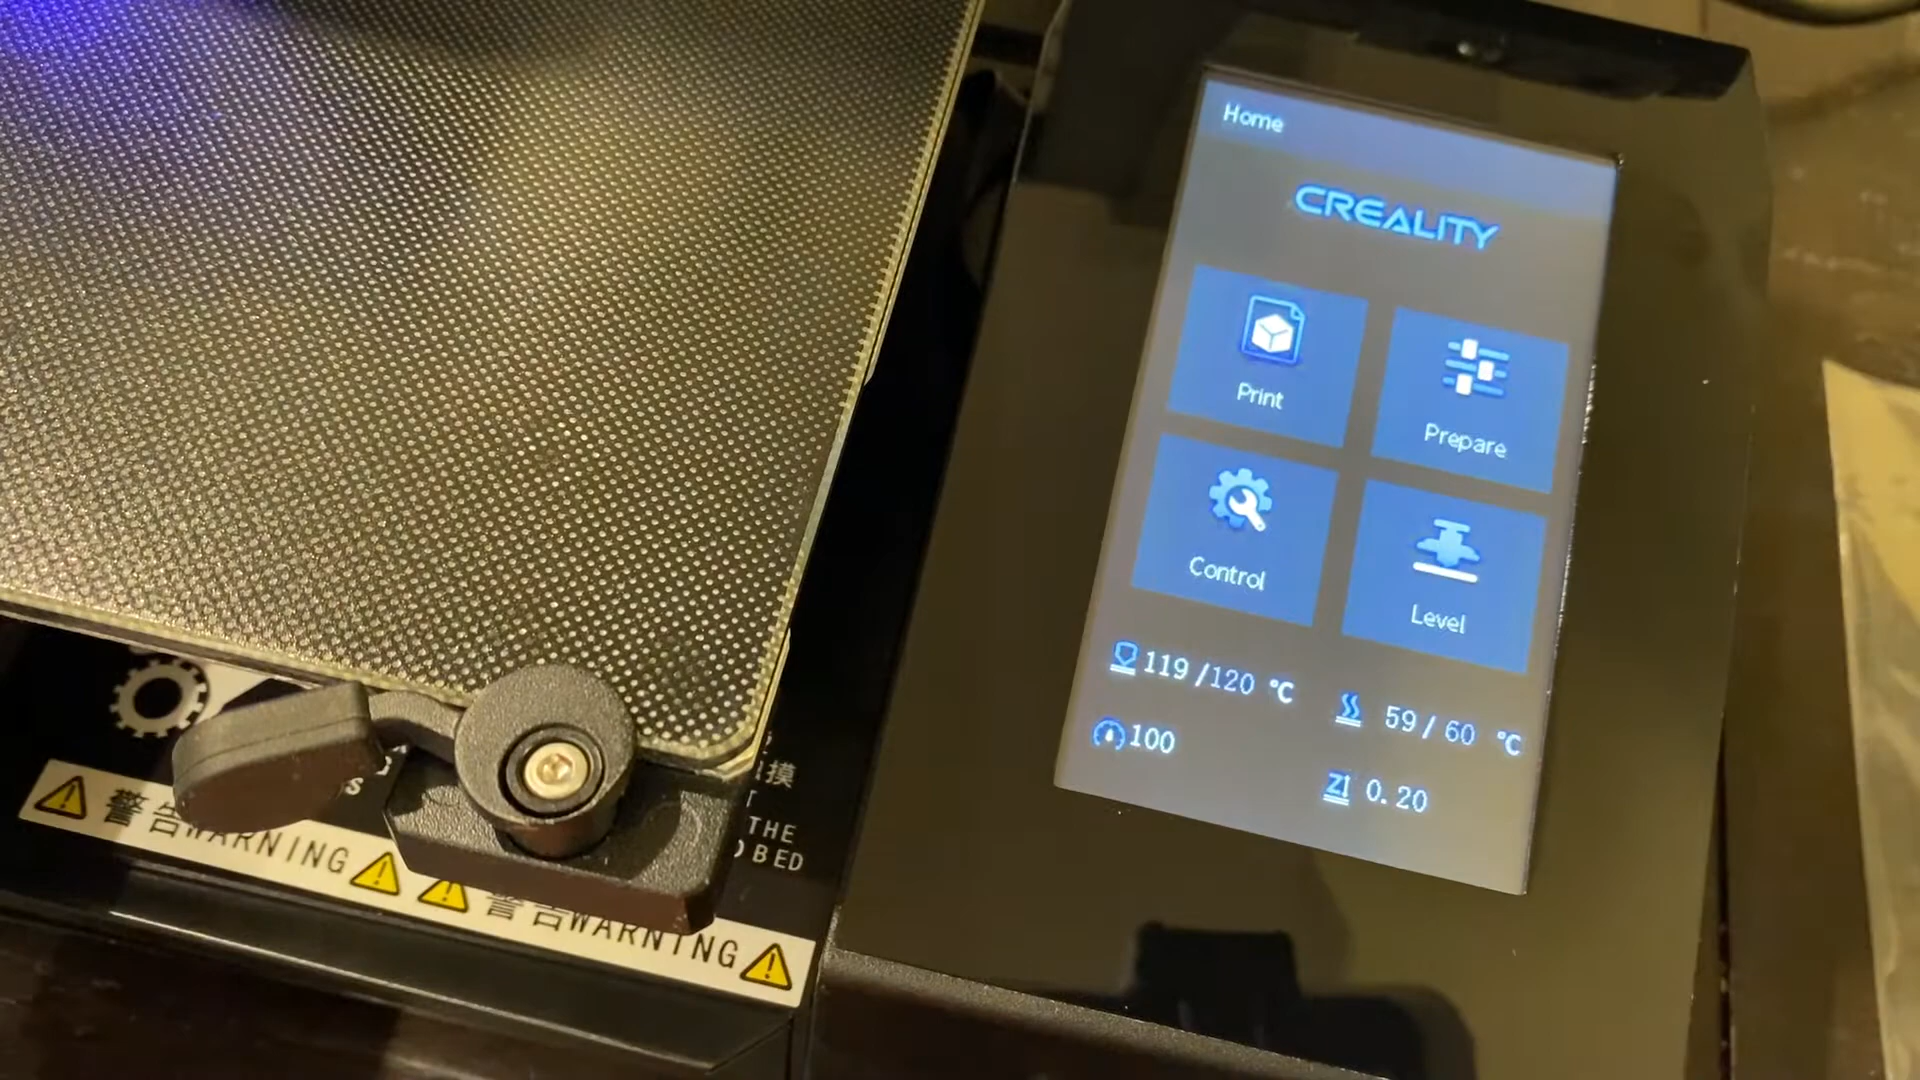 Home
CREALITY
Print
Prepare
Control
Level
119 /120 °C
59 / 60 °C
100
Z 0.20
摸
THE
BED
警告WARNING
警告WARNING